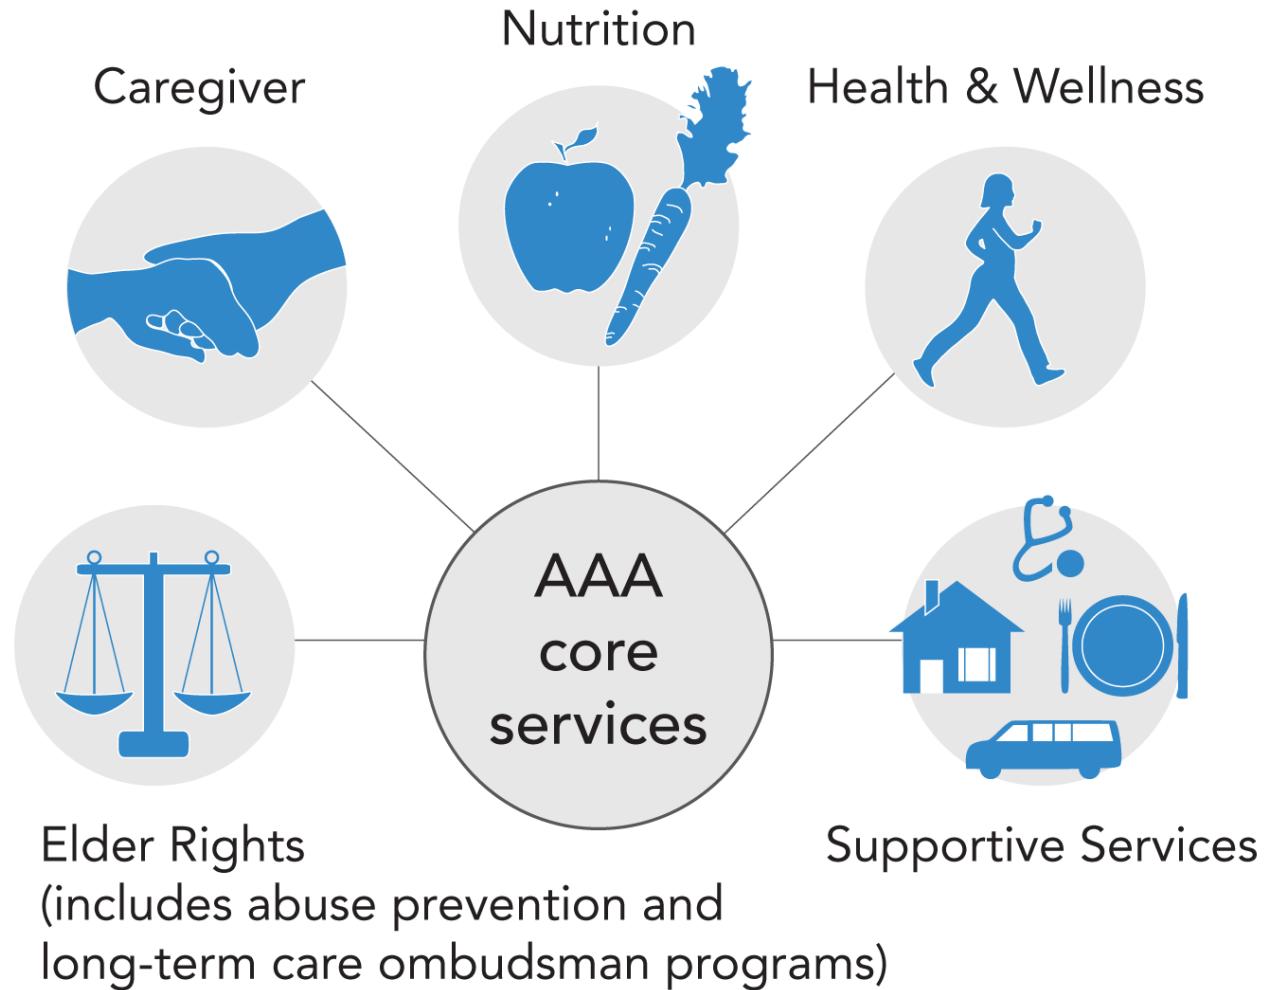 Nutrition
Caregiver
Health & Wellness
AAA
core
services
Elder Rights
(includes abuse prevention and
long-term care ombudsman programs)
Supportive Services